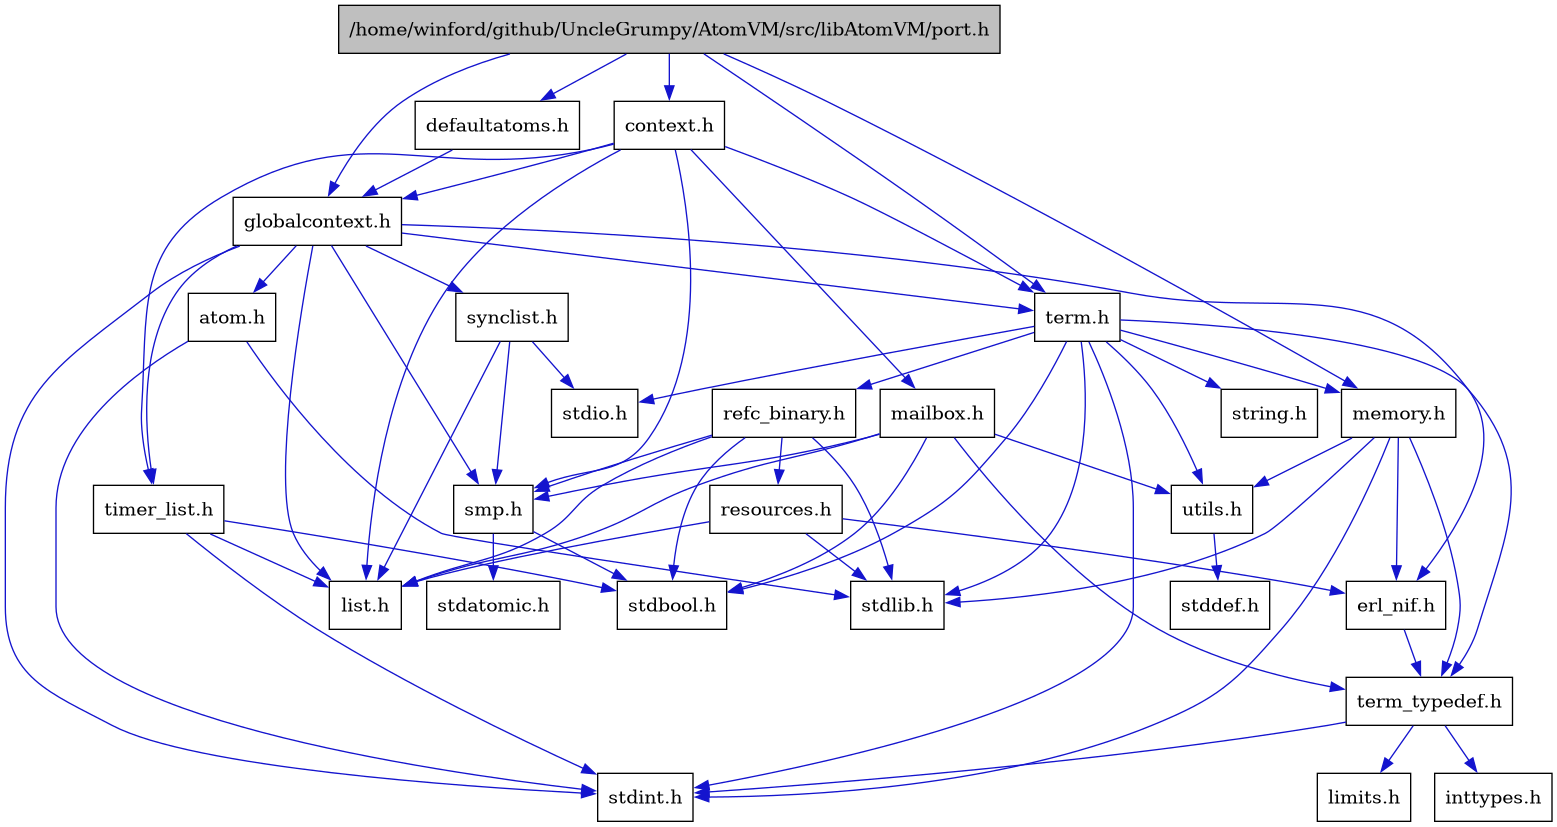 /home/winford/github/UncleGrumpy/AtomVM/src/libAtomVM/port.h
defaultatoms.h
context.h
globalcontext.h
atom.h
synclist.h
term.h
stdio.h
refc_binary.h
mailbox.h
string.h
memory.h
timer_list.h
smp.h
resources.h
utils.h
list.h
stdatomic.h
stdbool.h
stdlib.h
stddef.h
erl_nif.h
term_typedef.h
stdint.h
limits.h
inttypes.h